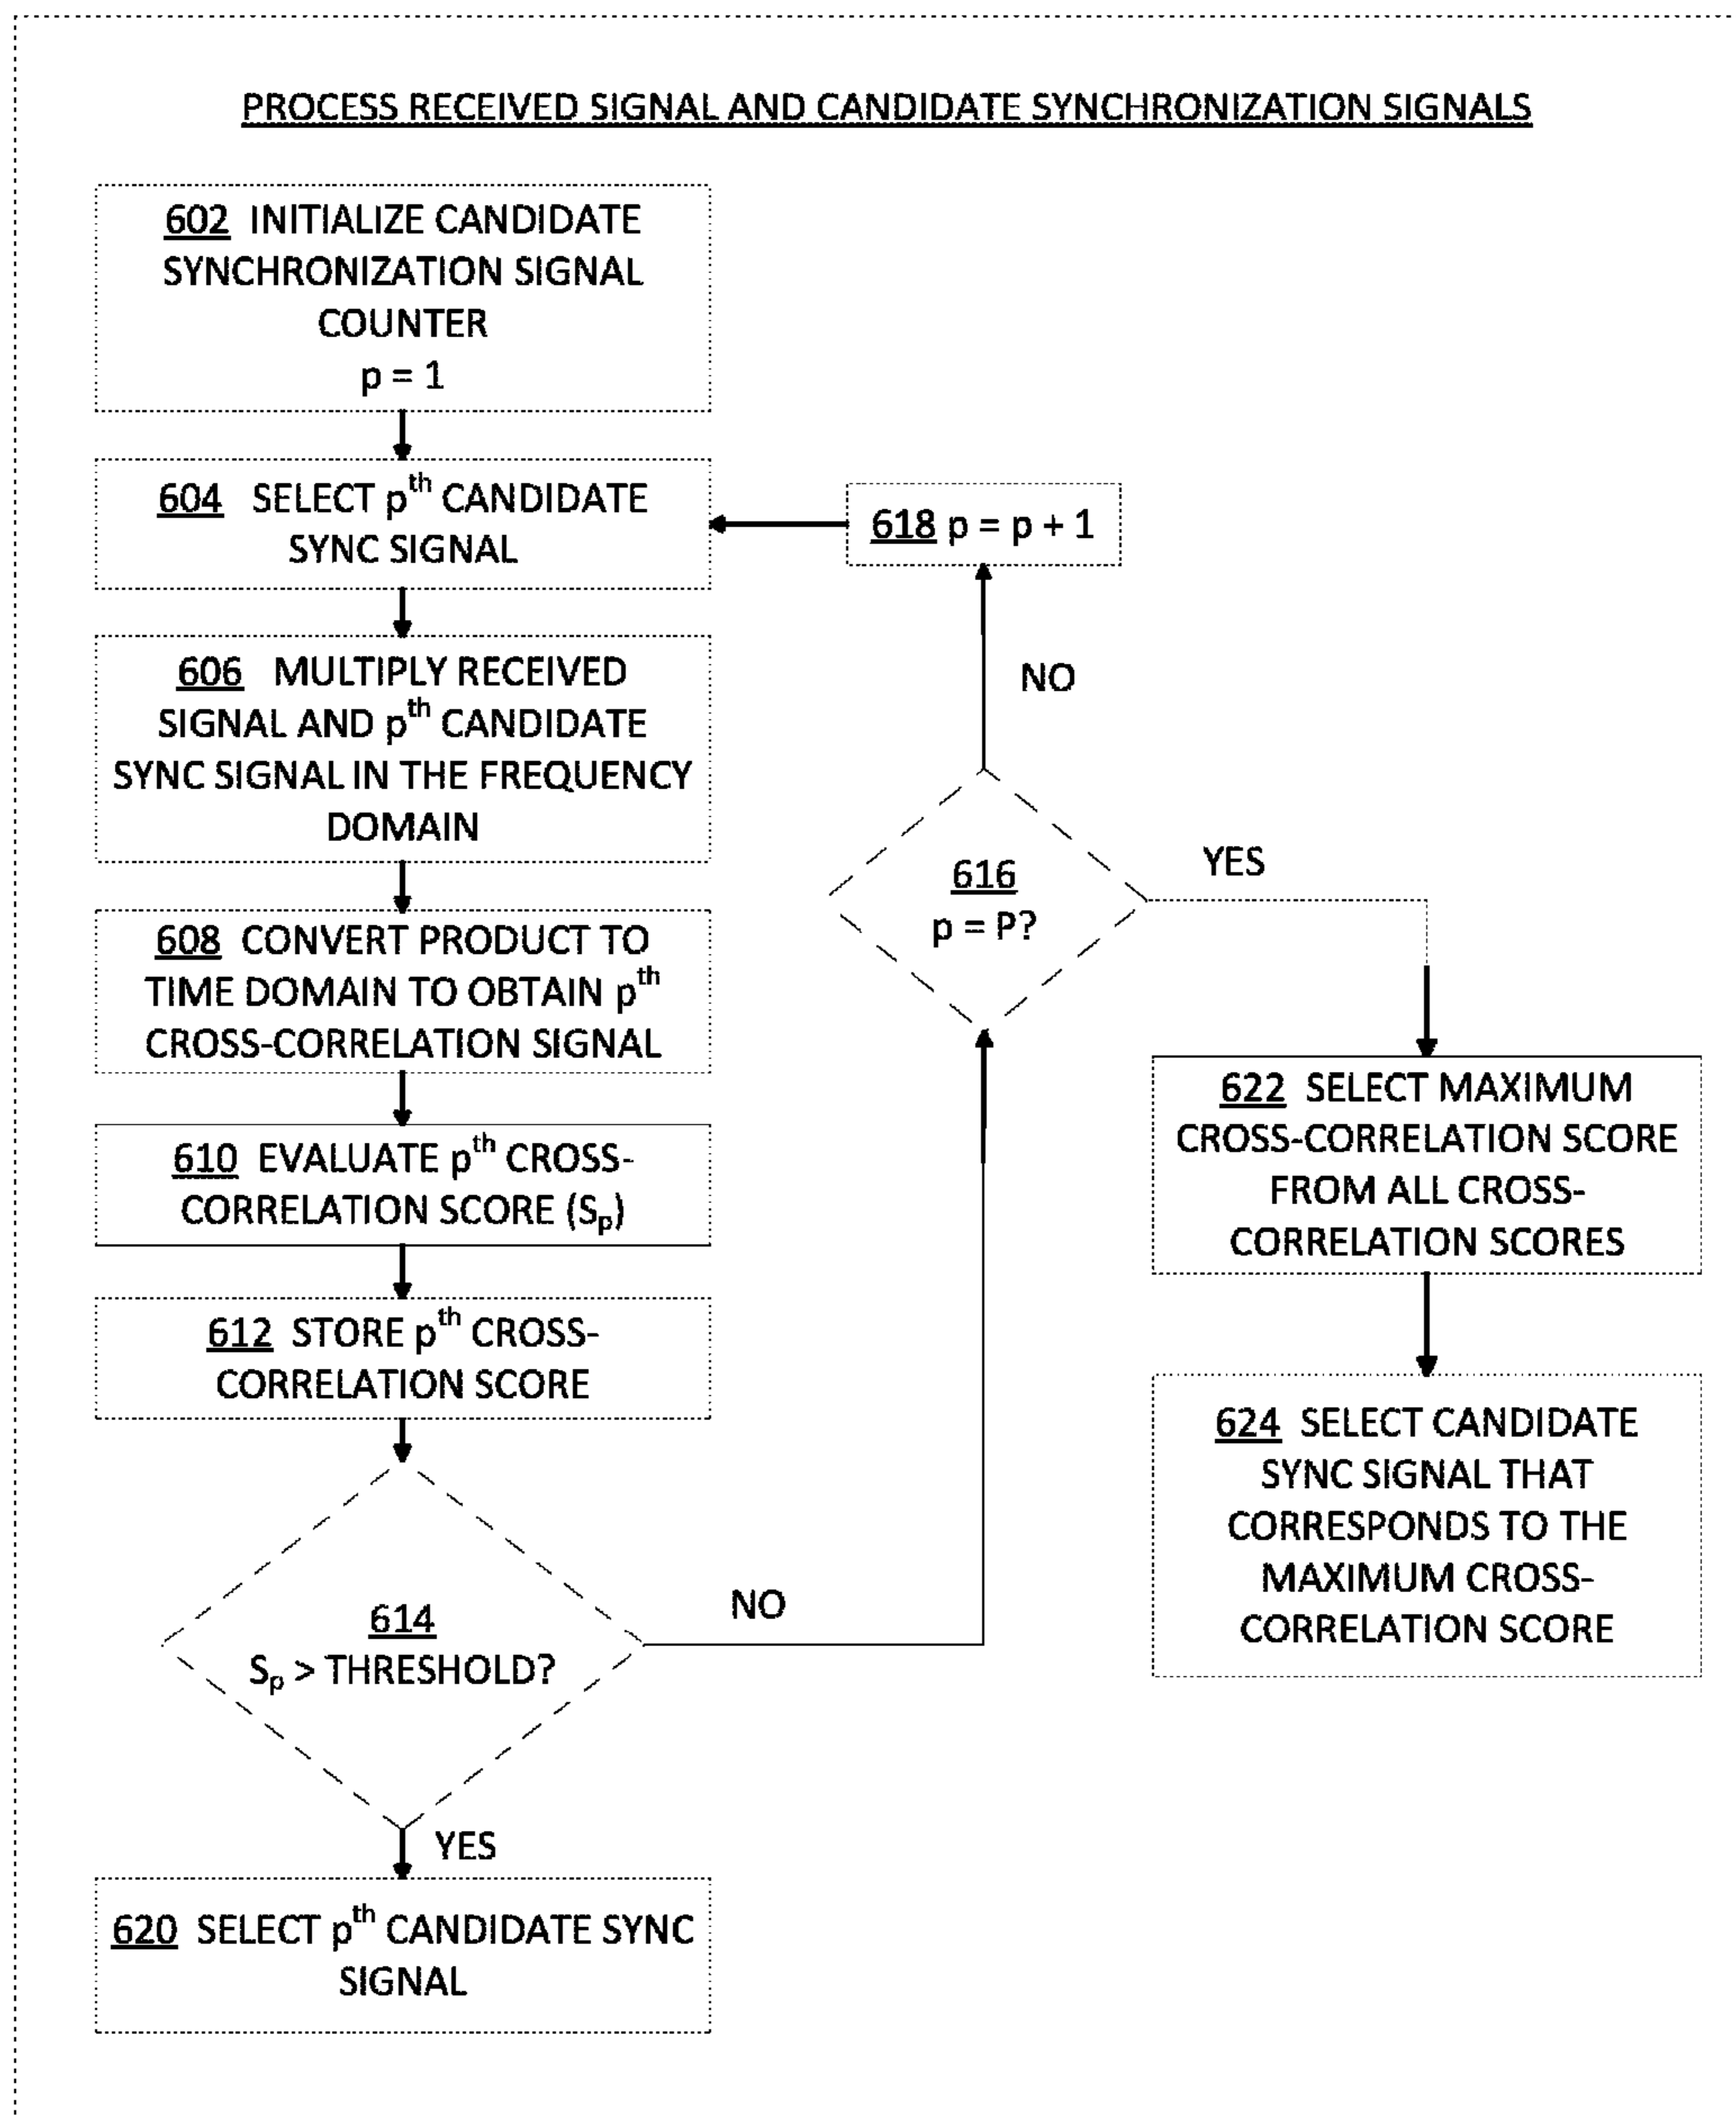 PROCESS RECEIVED SIGNAL AND CANDIDATE SYNCHRONIZATION SIGNALS
602 INITIALIZE CANDIDATE
SYNCHRONIZATION SIGNAL
COUNTER
p = 1
604 SELECT pth CANDIDATE
SYNC SIGNAL
618 p = p + 1
606 MULTIPLY RECEIVED
SIGNAL AND pth CANDIDATE
SYNC SIGNAL IN THE FREQUENCY
DOMAIN
NO
616
p = P?
YES
608 CONVERT PRODUCT TO
TIME DOMAIN TO OBTAIN pth
CROSS-CORRELATION SIGNAL
610 EVALUATE pth CROSS-
CORRELATION SCORE (Sp)
612 STORE pth CROSS-
CORRELATION SCORE
614
Sp > THRESHOLD?
NO
YES
620 SELECT pth CANDIDATE SYNC
SIGNAL
622 SELECT MAXIMUM
CROSS-CORRELATION SCORE
FROM ALL CROSS-
CORRELATION SCORES
624 SELECT CANDIDATE
SYNC SIGNAL THAT
CORRESPONDS TO THE
MAXIMUM CROSS-
CORRELATION SCORE